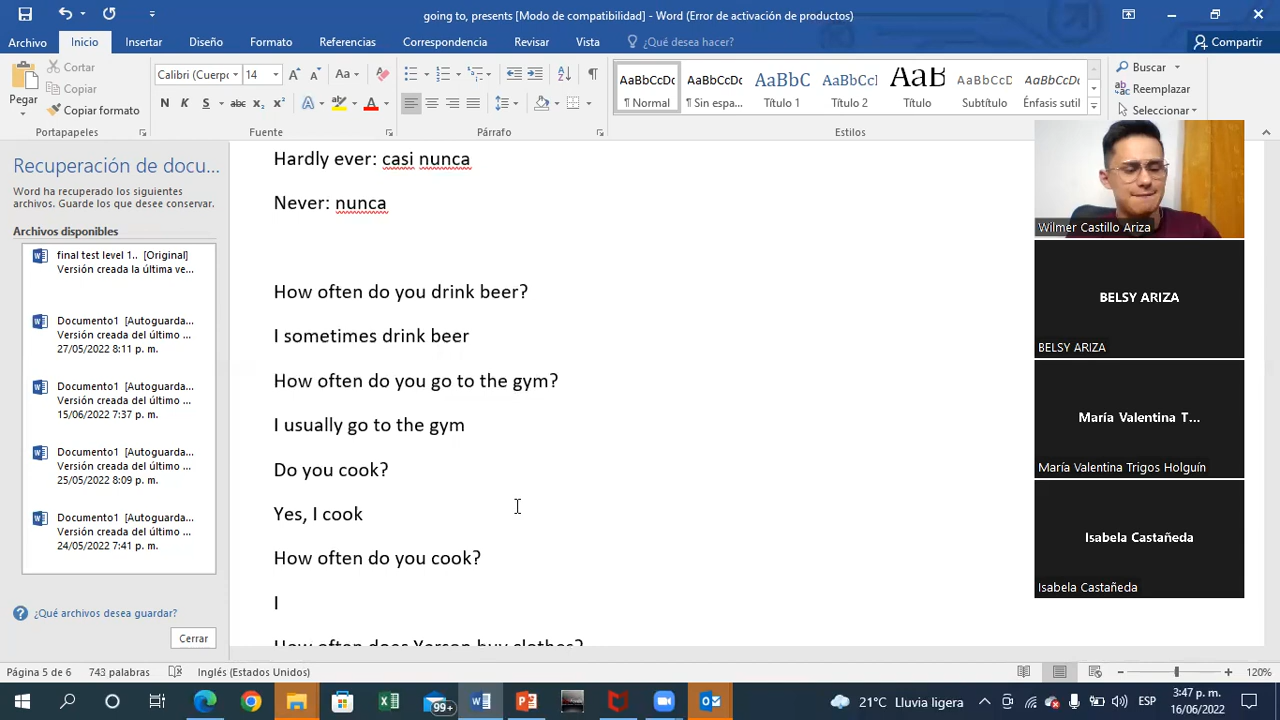 going to, presents [Modo de compatibilidad] - Word (Error de activación de productos)
Archivo Inicio Insertar Diseño Formato Referencias Correspondencia Revisar Vista ¿Qué desea hacer? Compartir
Pegar
Cortar
Copiar
Copiar formato
Portapapeles
Calibri (Cuerpo 14
Fuente
Párrafo
AaBbCcDc AaBbCcDc AaBbC AaBbCcI AaB AaBbCcD AaBbCcDc
¶ Normal ¶ Sin espa... Título 1 Título 2 Título Subtítulo Énfasis sutil
Estilos
Buscar
Reemplazar
Seleccionar
Recuperación de docu...
Word ha recuperado los siguientes
archivos. Guarde los que desee conservar.
Archivos disponibles
final test level 1.. [Original]
Versión creada la última ve...
Documento1 [Autoguarda...
Versión creada del último ...
27/05/2022 8:11 p. m.
Documento1 [Autoguarda...
Versión creada del último ...
15/06/2022 7:37 p. m.
Documento1 [Autoguarda...
Versión creada del último ...
25/05/2022 8:09 p. m.
Documento1 [Autoguarda...
Versión creada del último ...
24/05/2022 7:41 p. m.
¿Qué archivos desea guardar?
Cerrar
Hardly ever: casi nunca
Never: nunca
How often do you drink beer?
I sometimes drink beer
How often do you go to the gym?
I usually go to the gym
Do you cook?
Yes, I cook
How often do you cook?
I
How often does Yerson buy clothes?
Wilmer Castillo Ariza
BELSY ARIZA
BELSY ARIZA
María Valentina T...
María Valentina Trigos Holguín
Isabela Castañeda
Isabela Castañeda
Página 5 de 6 743 palabras Inglés (Estados Unidos) 120%
99+ 21°C Lluvia ligera ESP 3:47 p. m.
16/06/2022